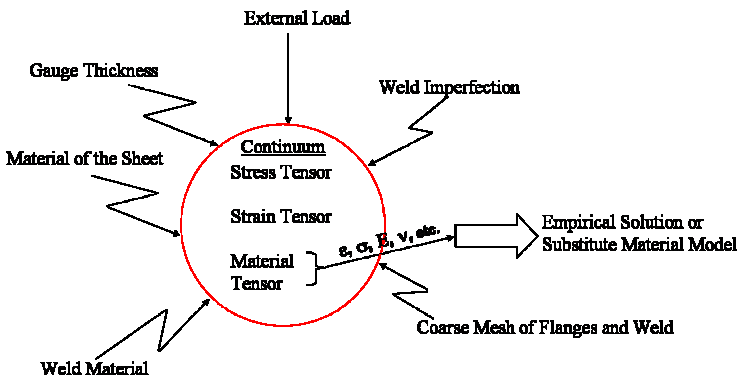 External Load
Gauge Thickness
Weld Imperfection
Continuum
Stress Tensor
Material of the Sheet
Strain Tensor
ε, σ, E, ν, etc.
Empirical Solution or
Substitute Material Model
Material
Tensor
Coarse Mesh of Flanges and Weld
Weld Material